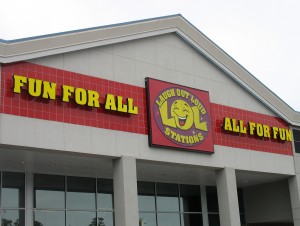 FUN FOR ALL
LAUGH OUT LOUD
LOL
STATIONS
ALL FOR FUN